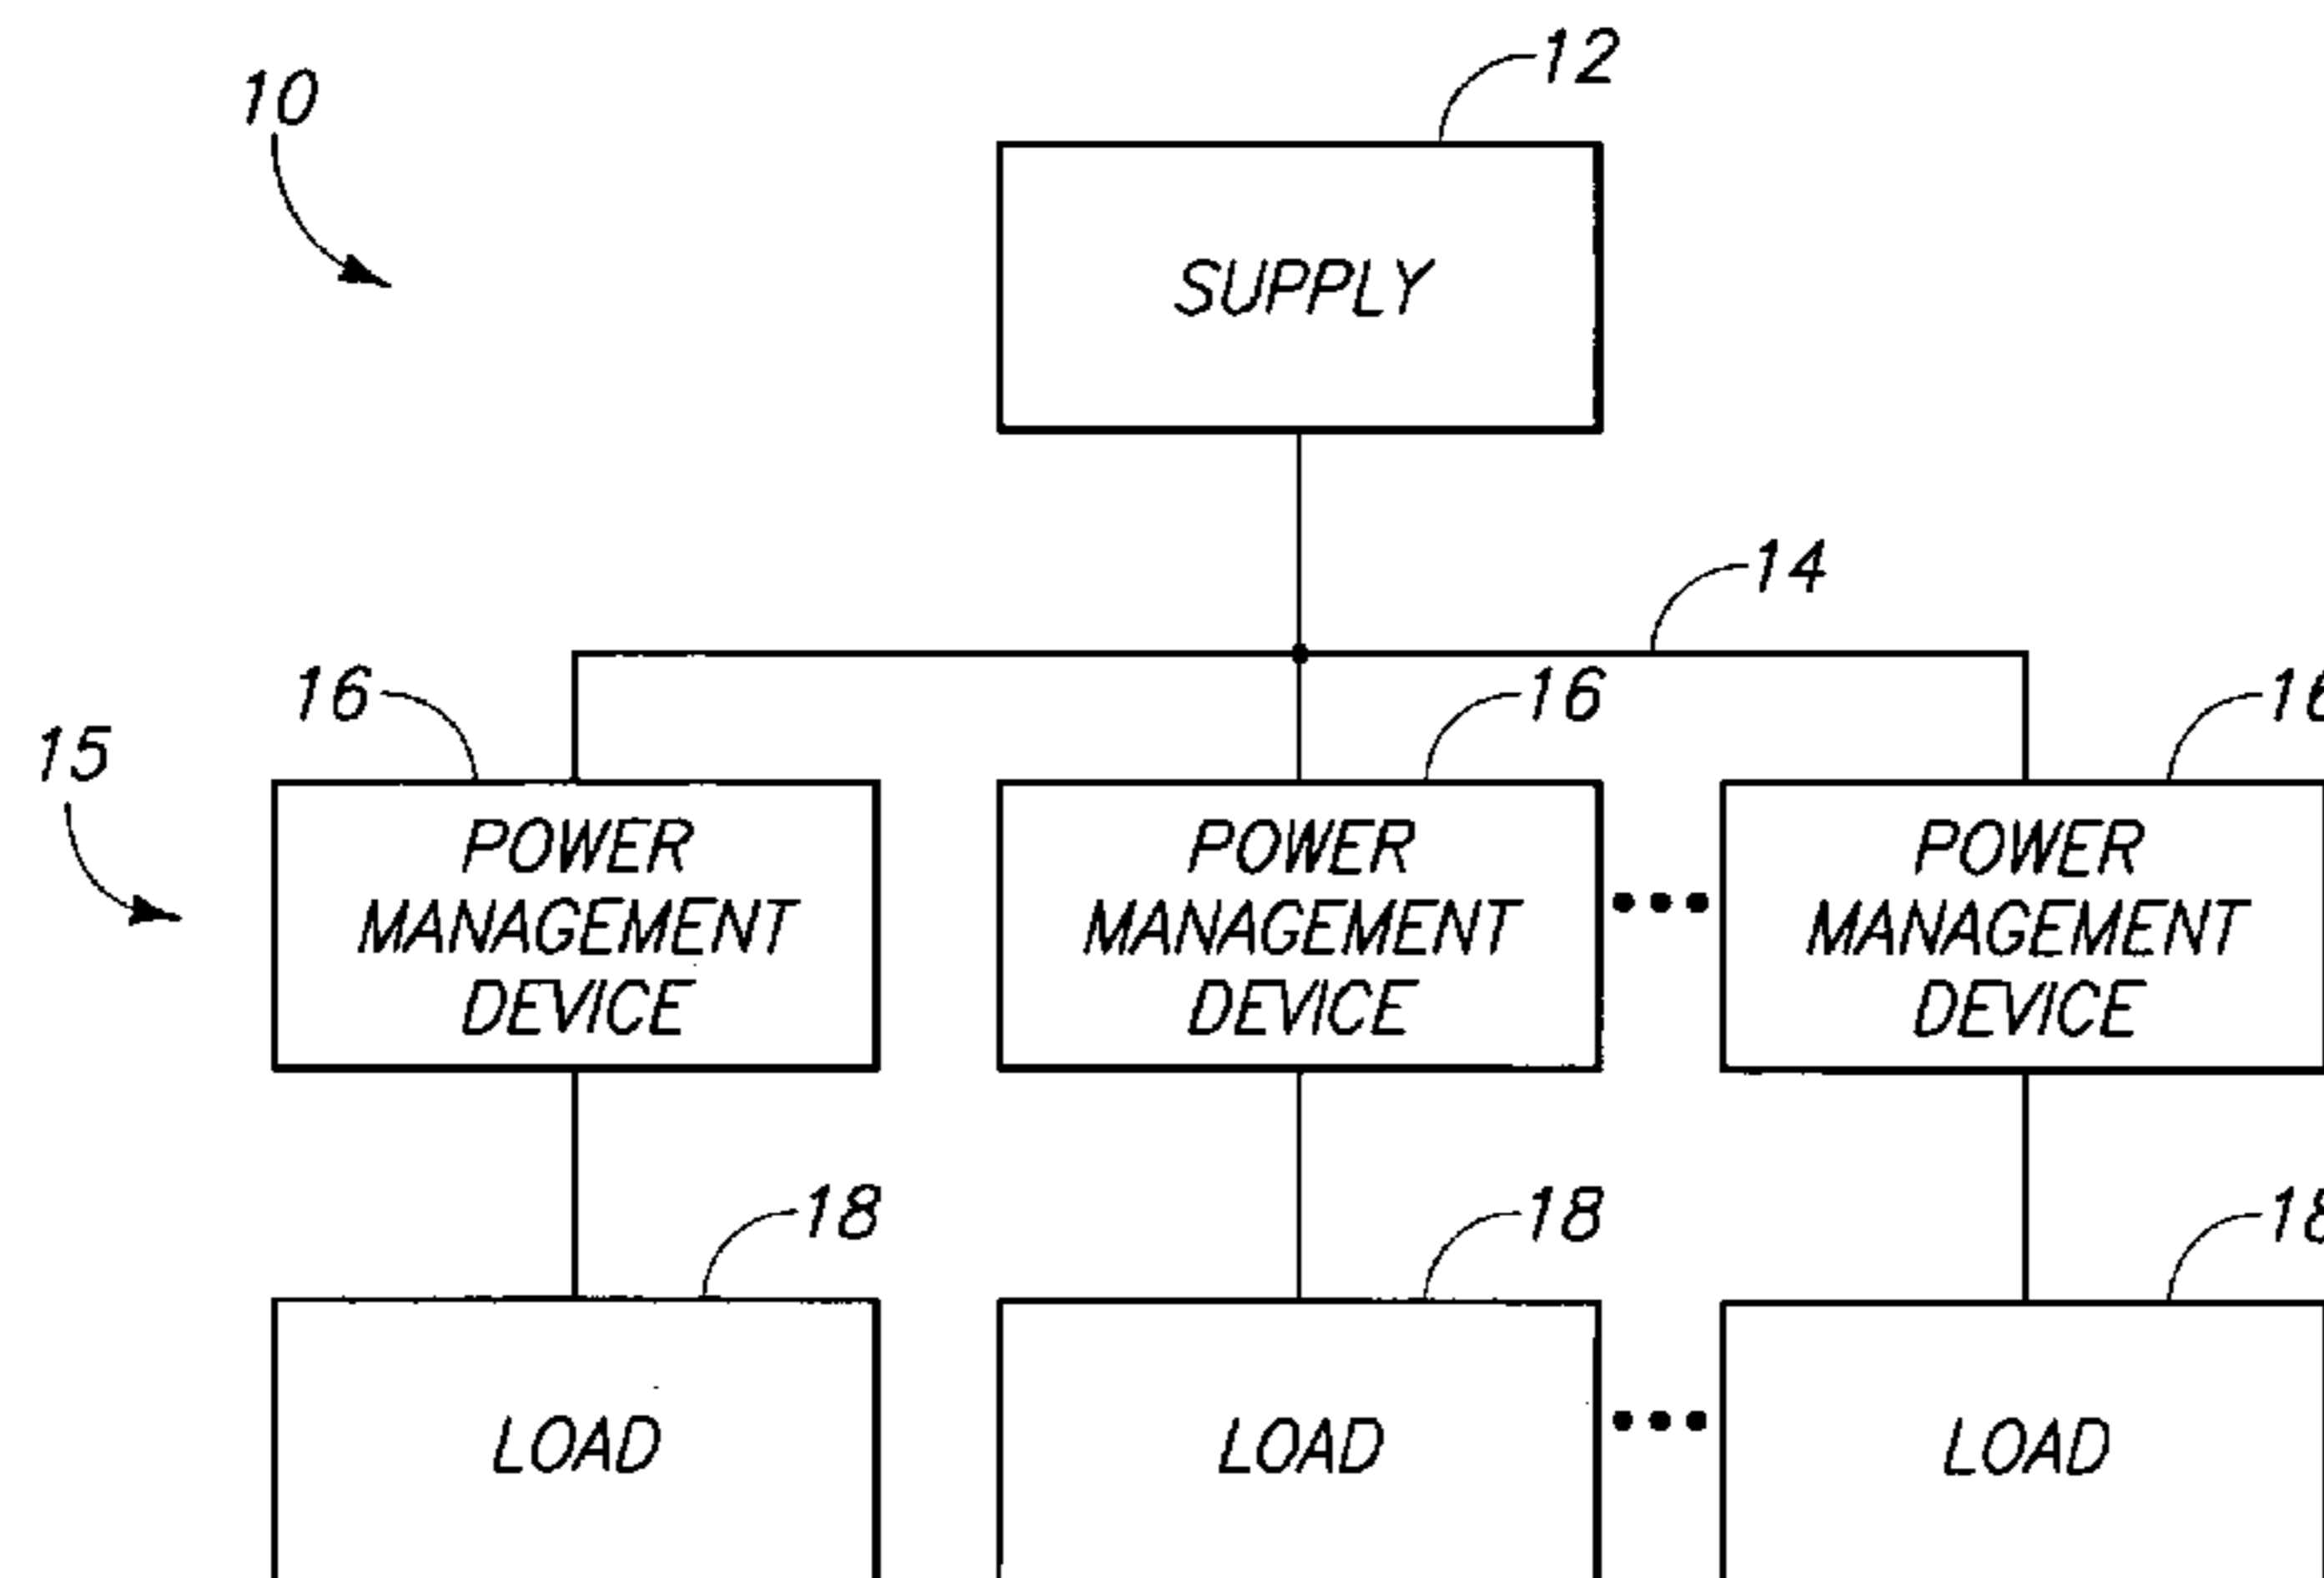 12
10
SUPPLY
14
16
16
15
POWER
MANAGEMENT
DEVICE
POWER
MANAGEMENT
DEVICE
POWER
MANAGEMENT
DEVICE
18
18
LOAD
LOAD
LOAD